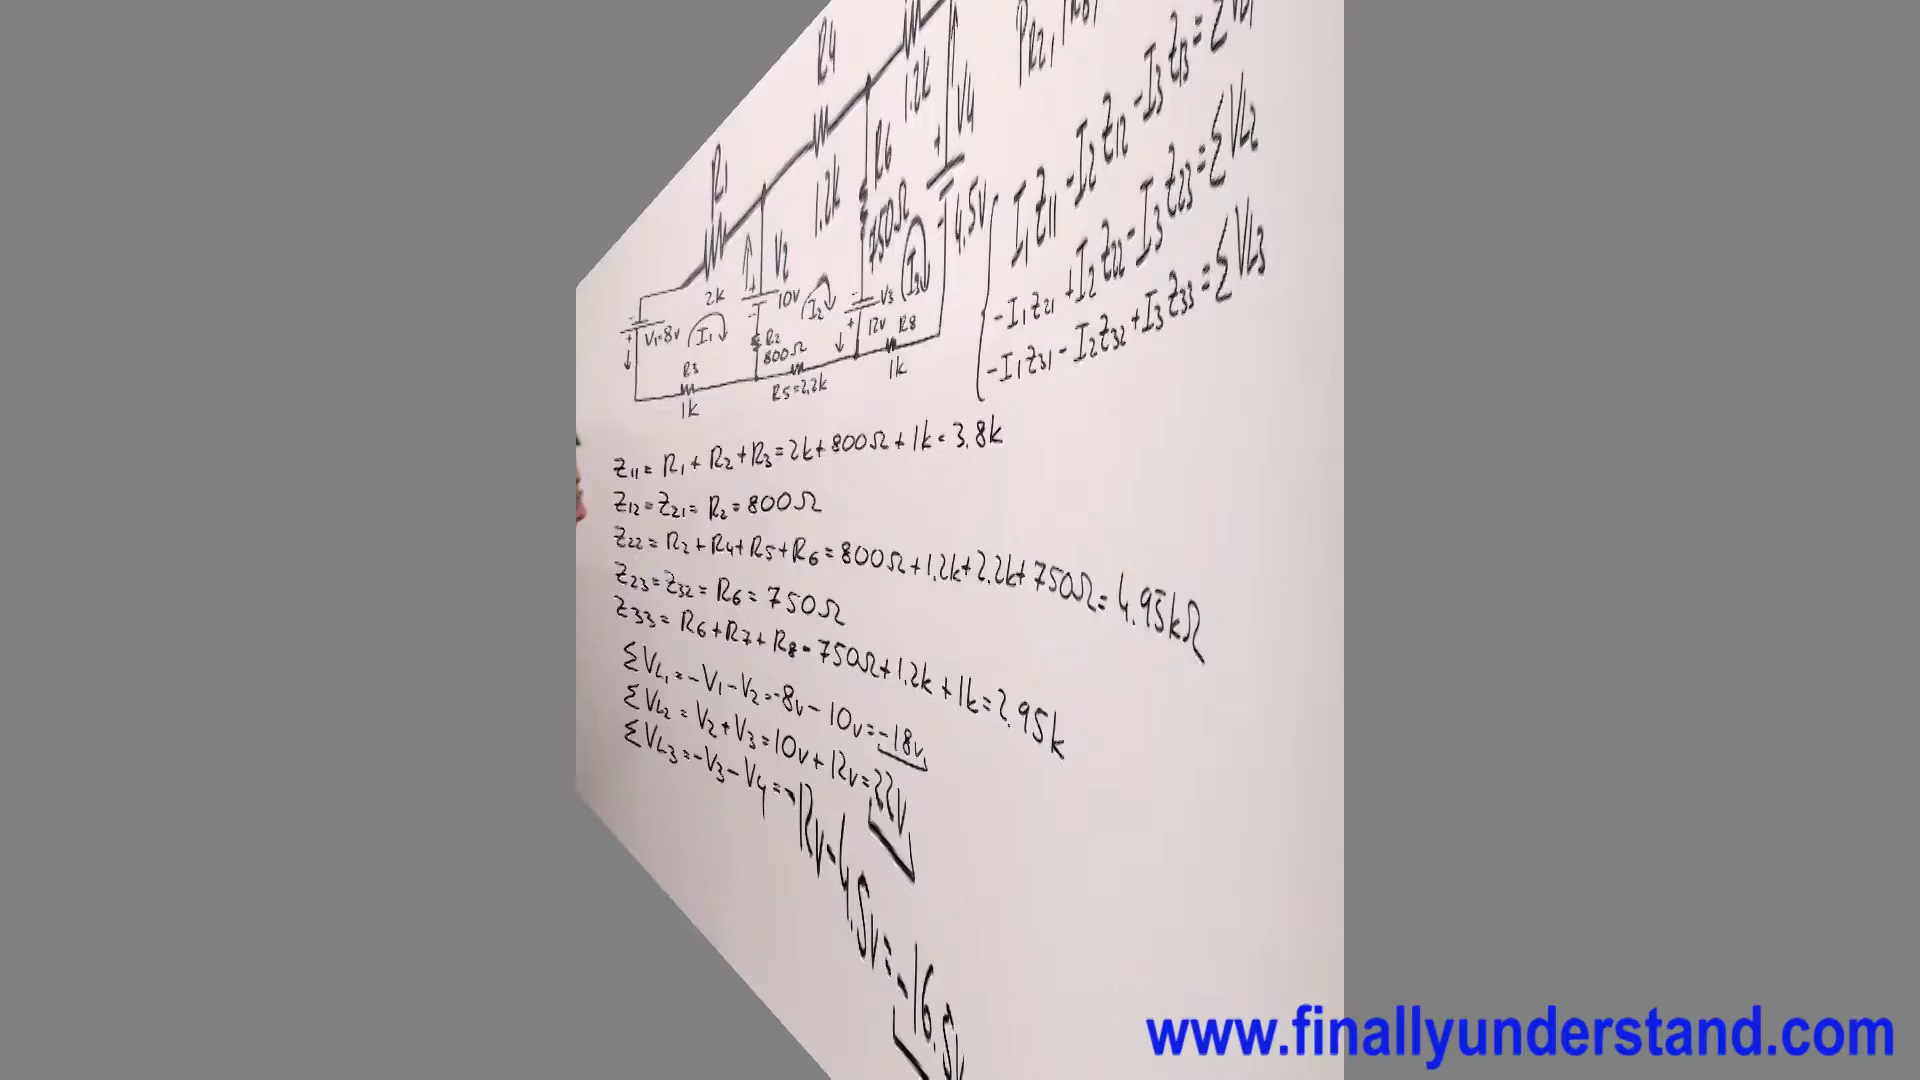 R4
1.2k
V4
PR2,
R1
R6
1.2k
750Ω
4.5V
I3
V2
10V
I2
V3
12V
R8
1k
2k
V1=8V
I1
R2
800Ω
R3
1k
R5=2.2k
I1Z11 - I2Z12 - I3Z13 = ΣVL1
-I1Z21 + I2Z22 - I3Z23 = ΣVL2
-I1Z31 - I2Z32 + I3Z33 = ΣVL3
Z11 = R1 + R2 + R3 = 2k + 800Ω + 1k = 3.8k
Z12 = Z21 = R2 = 800Ω
Z22 = R2 + R4 + R5 + R6 = 800Ω + 1.2k + 2.2k + 750Ω = 4.95kΩ
Z23 = Z32 = R6 = 750Ω
Z33 = R6 + R7 + R8 = 750Ω + 1.2k + 1k = 2.95k
ΣVL1 = -V1 - V2 = -8V - 10V = -18V
ΣVL2 = V2 + V3 = 10V + 12V = 22V
ΣVL3 = -V3 - V4 = -12V - 4.5V = -16.5V
www.finallyunderstand.com